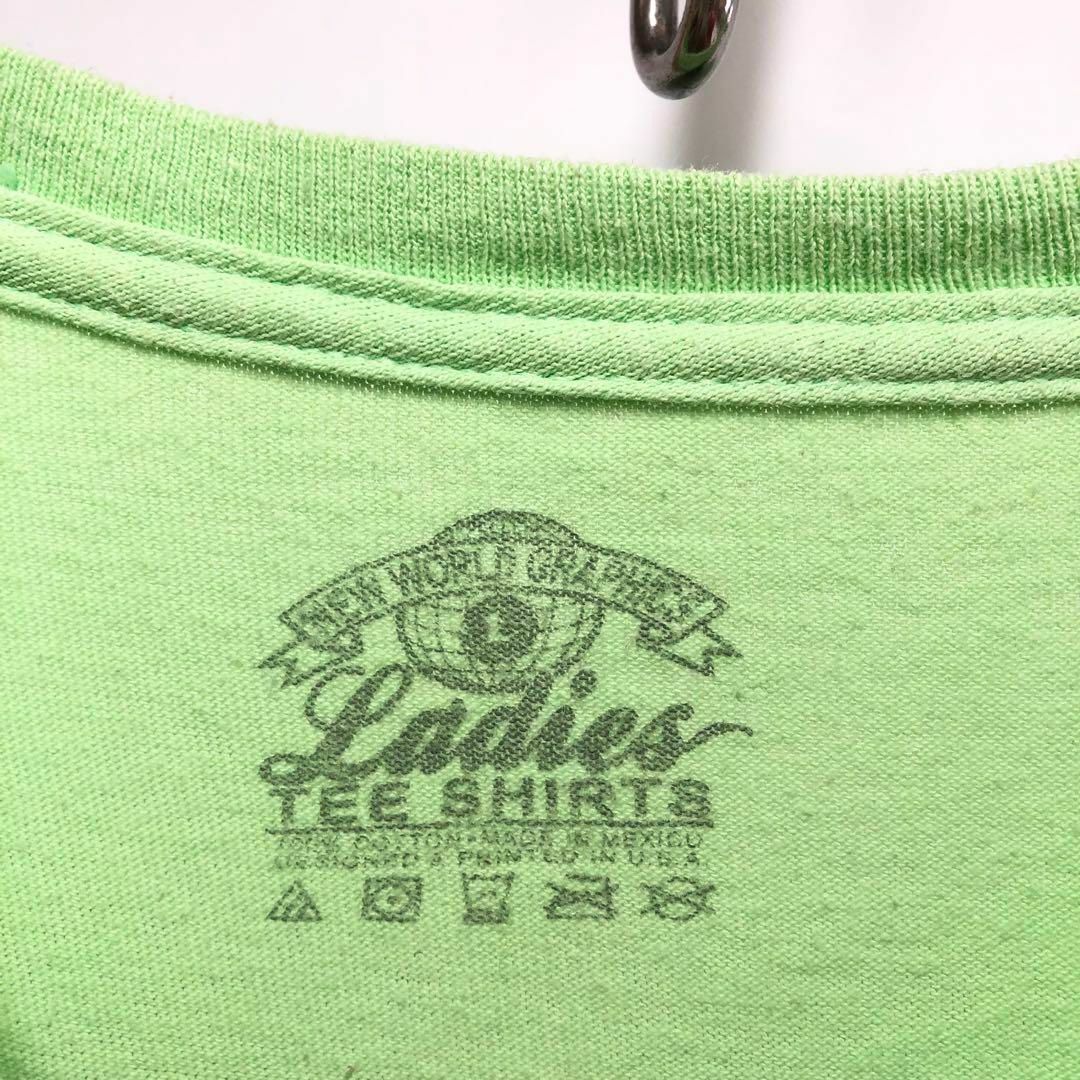 NEW WORLD GRAPHICS
L
Ladies
TEE SHIRTS
100% COTTON • MADE IN MEXICO
DESIGNED & PRINTED IN U.S.A.